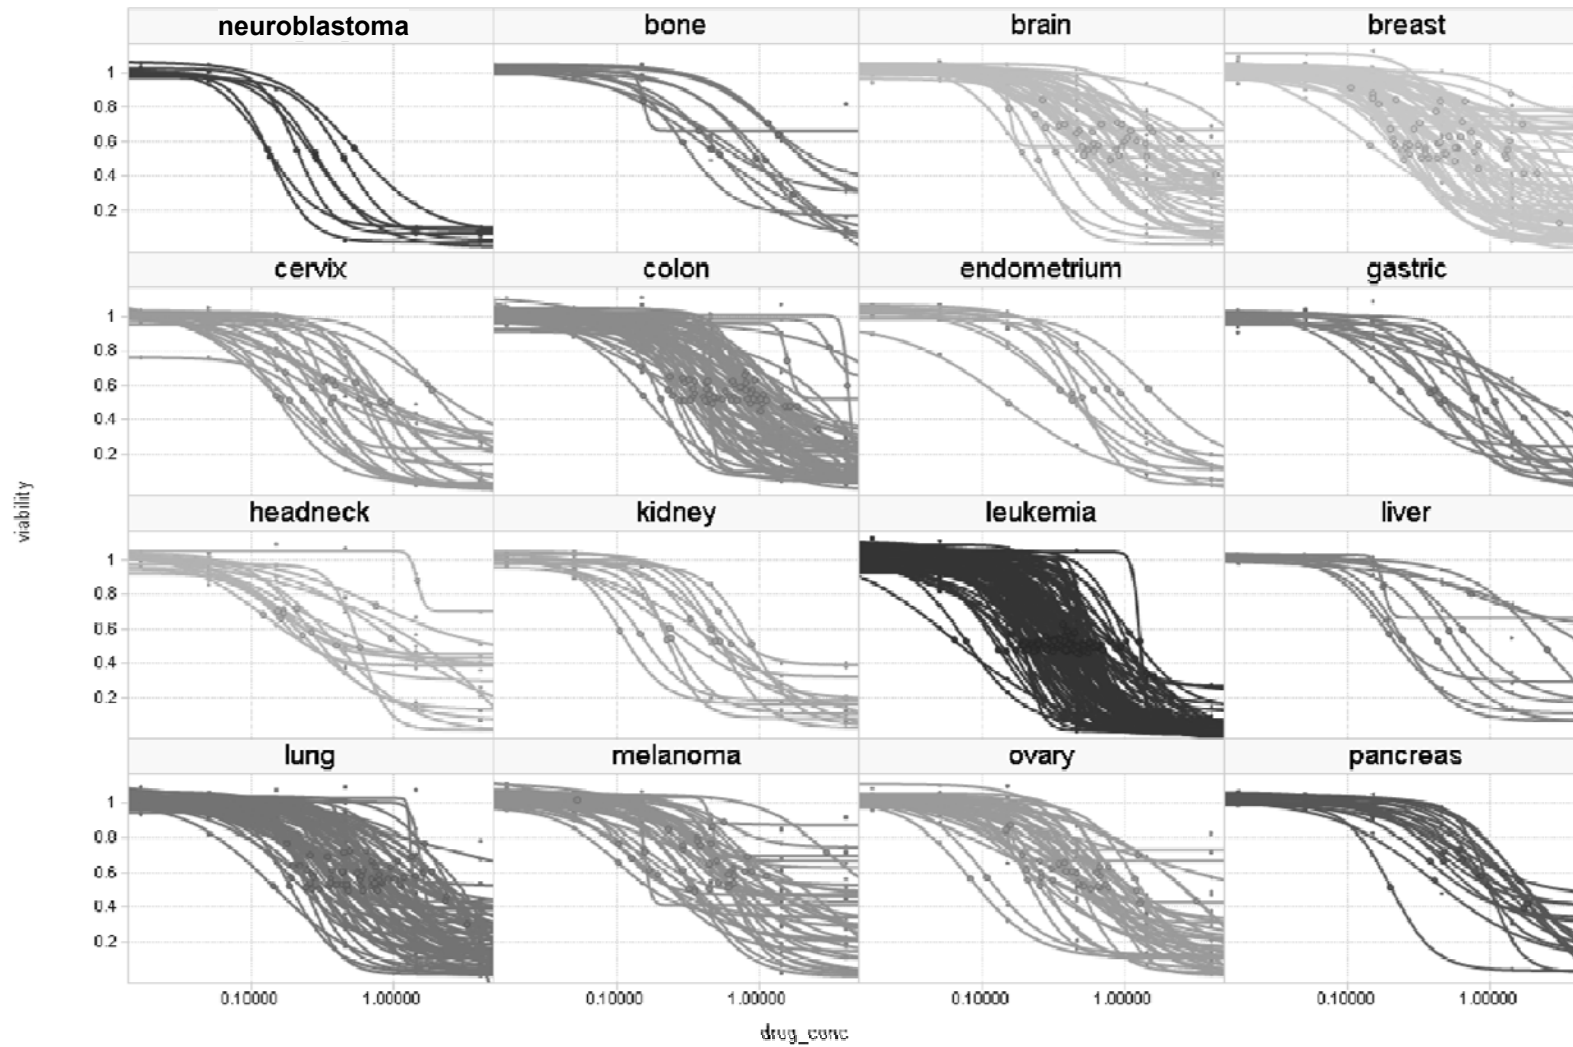 neuroblastoma bone brain breast
1
0.8
0.6
0.4
0.2
cervix colon endometrium gastric
1
0.8
0.6
0.4
0.2
viability
headneck kidney leukemia liver
1
0.8
0.6
0.4
0.2
lung melanoma ovary pancreas
1
0.8
0.6
0.4
0.2
0.10000 1.00000 0.10000 1.00000 0.10000 1.00000 0.10000 1.00000
drug_conc